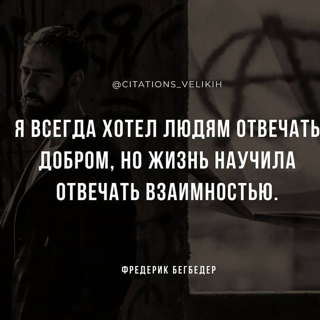 @CITATIONS_VELIKIH
Я ВСЕГДА ХОТЕЛ ЛЮДЯМ ОТВЕЧАТЬ
ДОБРОМ, НО ЖИЗНЬ НАУЧИЛА
ОТВЕЧАТЬ ВЗАИМНОСТЬЮ.
ФРЕДЕРИК БЕГБЕДЕР